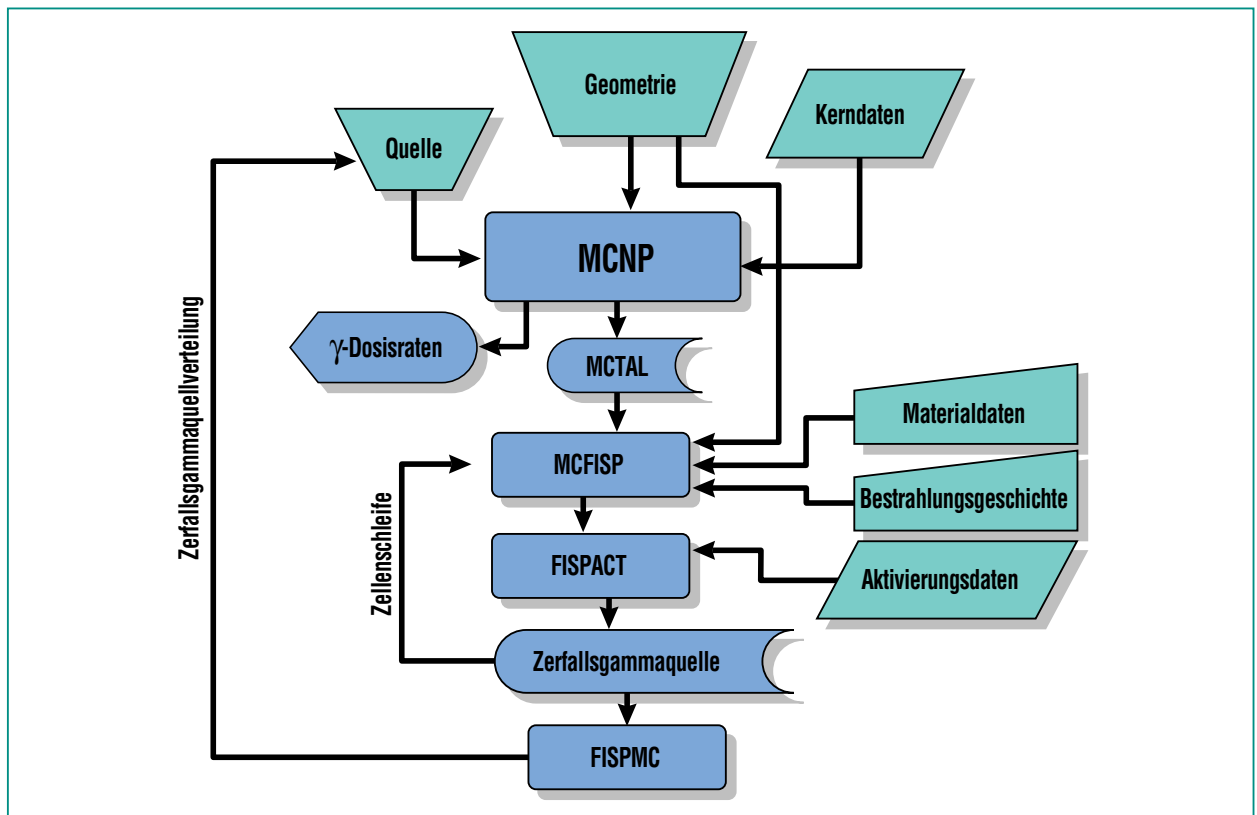 Geometrie
Kerndaten
Quelle
MCNP
γ-Dosisraten
MCTAL
Materialdaten
MCFISP
Bestrahlungsgeschichte
FISPACT
Aktivierungsdaten
Zerfallsgammaquelle
FISPMC
Zerfallsgammaquellverteilung
Zellenschleife